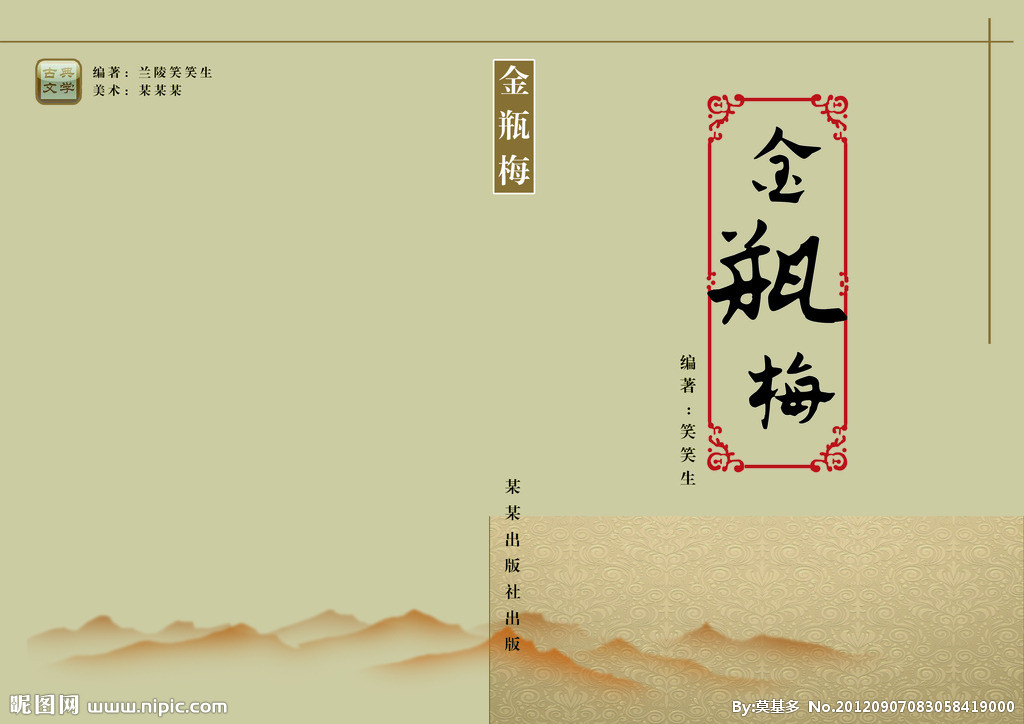 古典
文学
编著：兰陵笑笑生
美术：某某某
金瓶梅
某某出版社出版
金瓶梅
编著：笑笑生
昵图网 www.nipic.com
By:莫基多 No.20120907083058419000